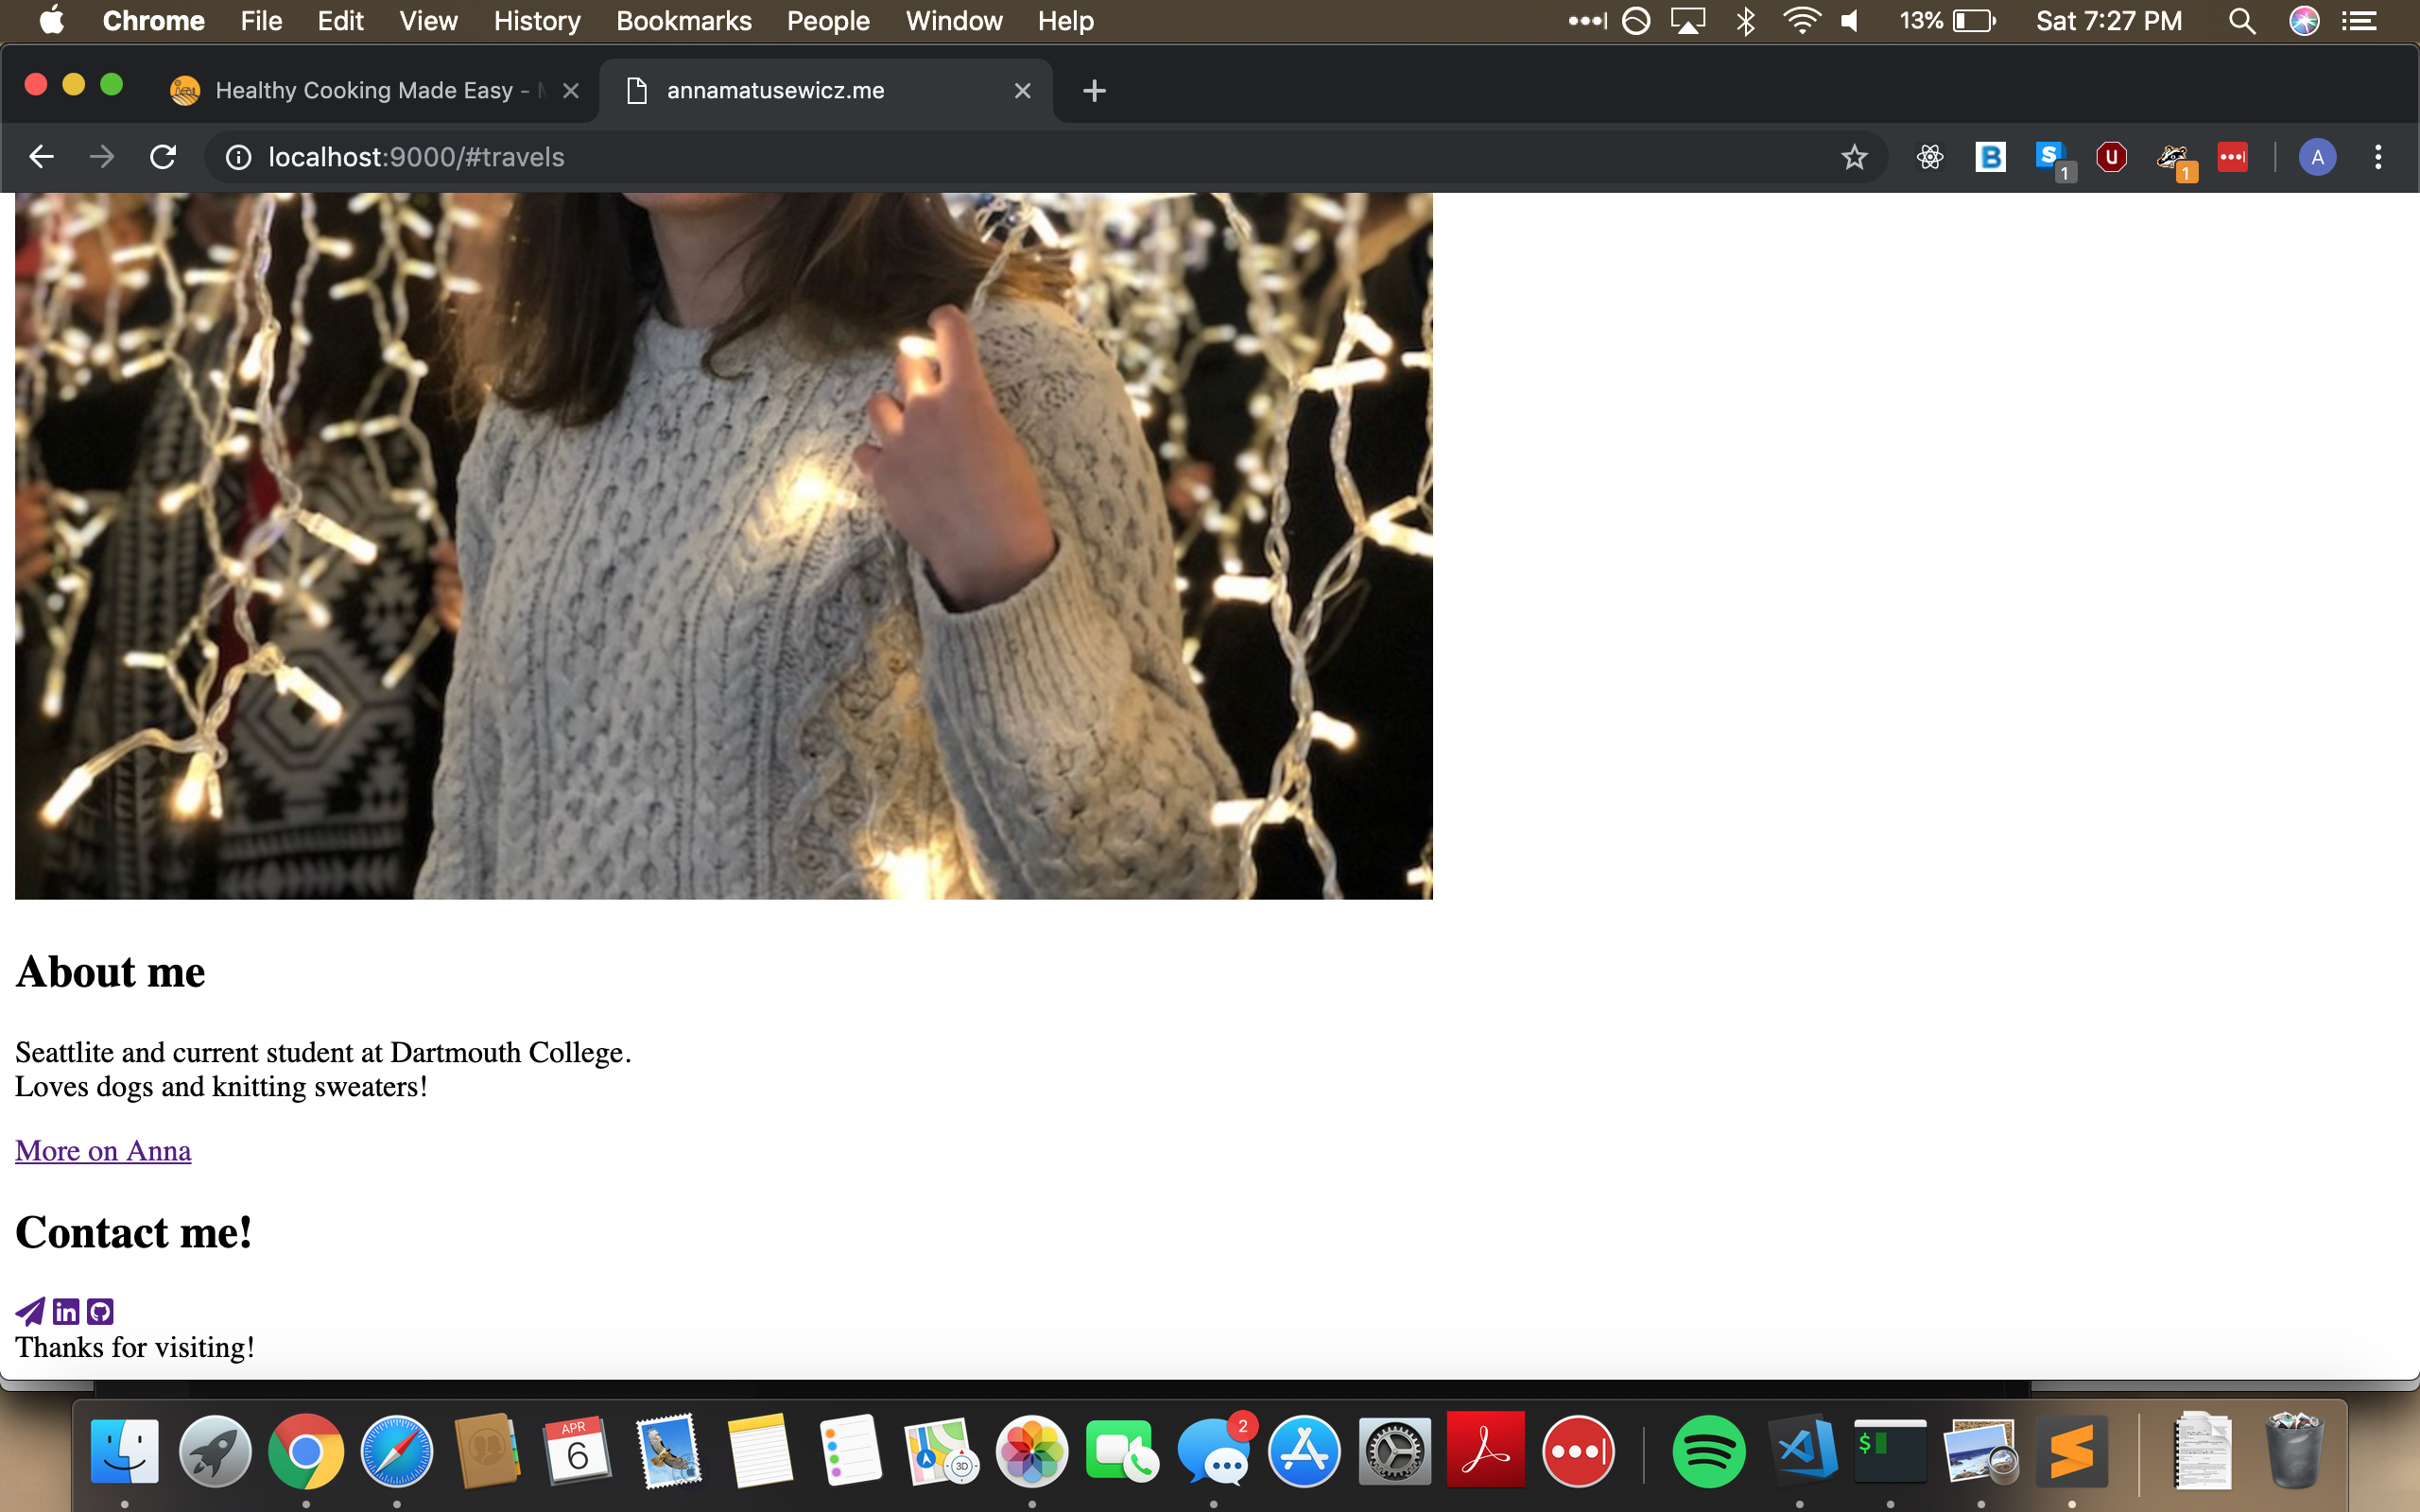 Chrome File Edit View History Bookmarks People Window Help 13% Sat 7:27 PM
Healthy Cooking Made Easy - annamatusewicz.me
localhost:9000/#travels B S 1 U 1 A
About me
Seattlite and current student at Dartmouth College.
Loves dogs and knitting sweaters!
More on Anna
Contact me!
in
Thanks for visiting!
APR
6
3D
2
$